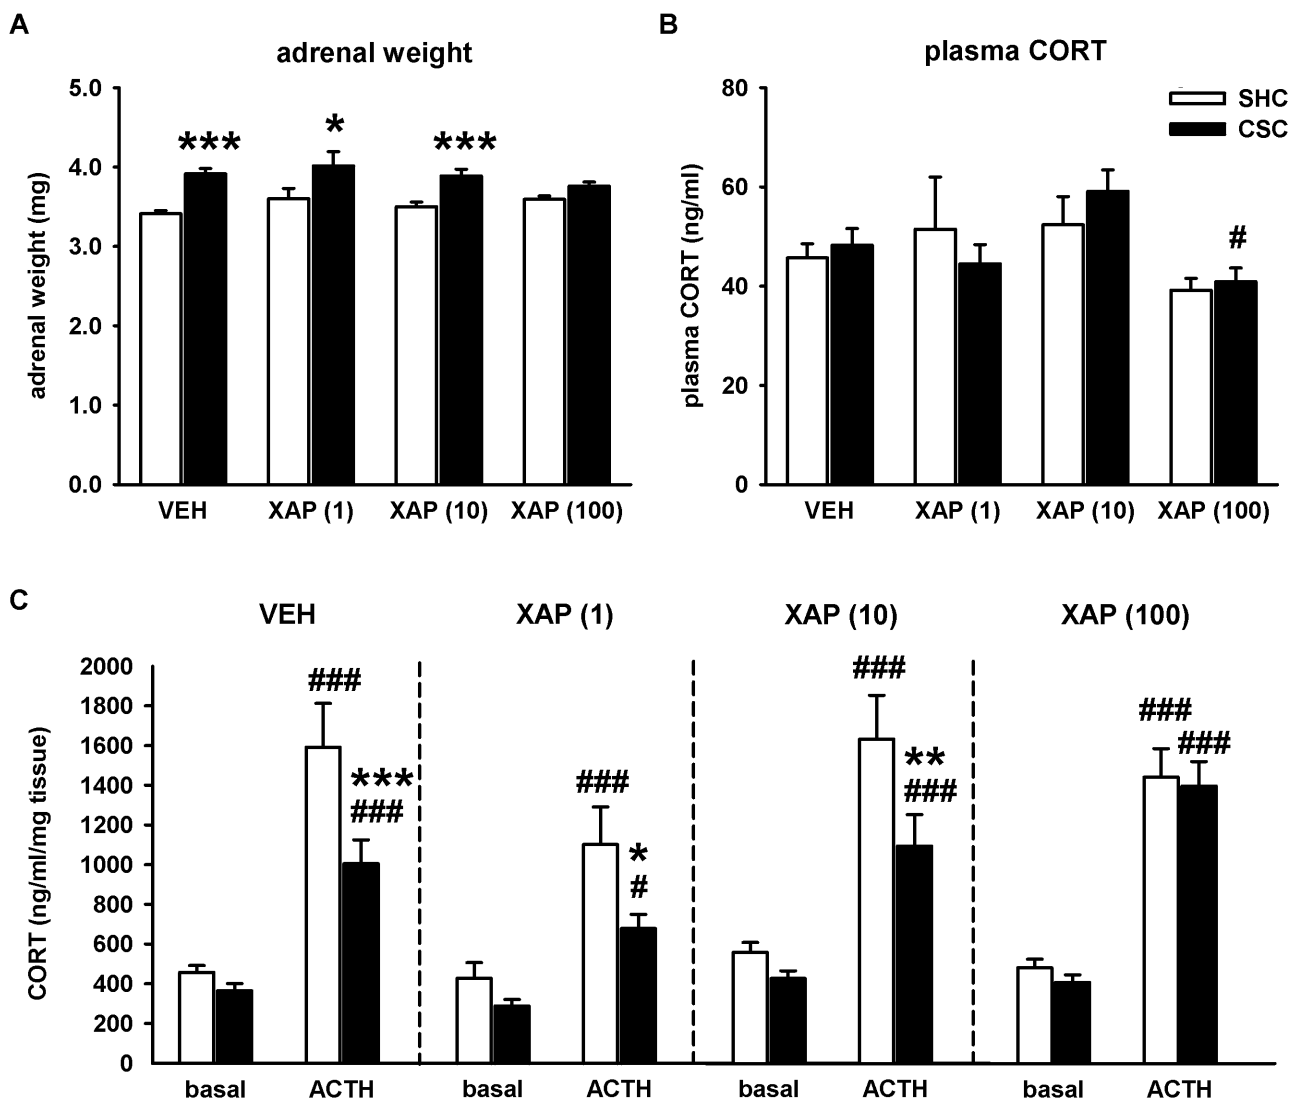 A
adrenal weight
adrenal weight (mg)
5.0
4.0
3.0
2.0
1.0
0.0
***
*
***
VEH
XAP (1)
XAP (10)
XAP (100)
B
plasma CORT
plasma CORT (ng/ml)
80
60
40
20
0
SHC
CSC
#
VEH
XAP (1)
XAP (10)
XAP (100)
C
VEH
XAP (1)
XAP (10)
XAP (100)
CORT (ng/ml/mg tissue)
2000
1800
1600
1400
1200
1000
800
600
400
200
0
###
***
###
###
*
#
###
**
###
###
###
basal
ACTH
basal
ACTH
basal
ACTH
basal
ACTH